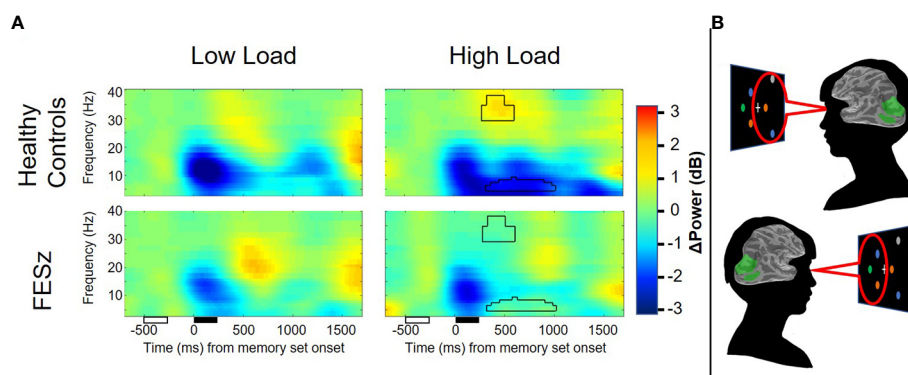 A
B
Low Load
High Load
Healthy Controls
Frequency (Hz)
40
30
20
10
3
2
1
0
-1
-2
-3
ΔPower (dB)
FESz
Frequency (Hz)
40
30
20
10
-500
0
500
1000
1500
-500
0
500
1000
1500
Time (ms) from memory set onset
Time (ms) from memory set onset